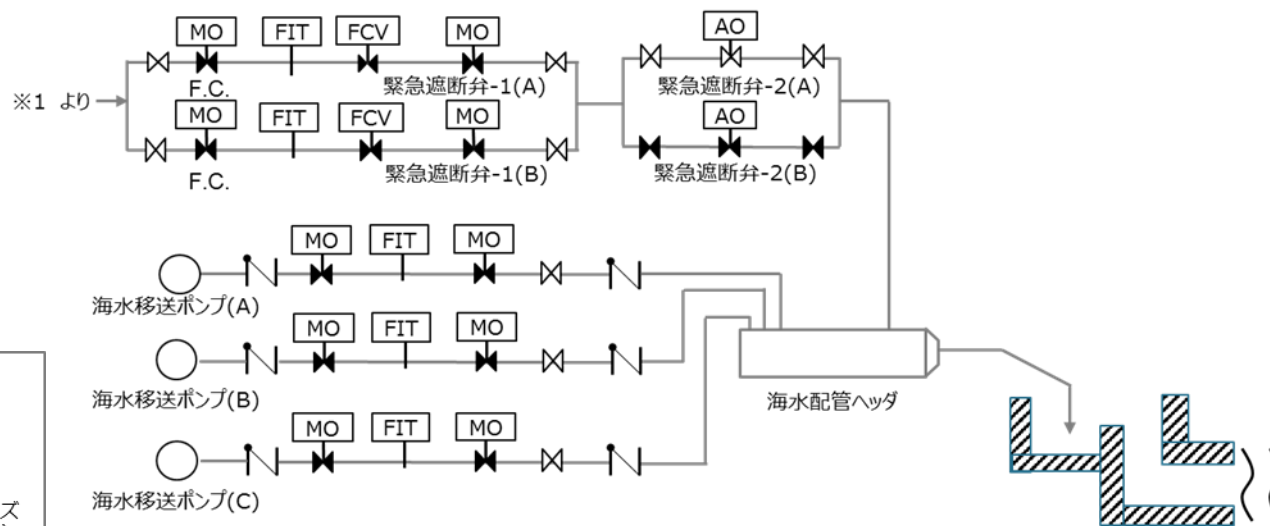 MO FIT FCV MO AO
F.C. 緊急遮断弁-1(A) 緊急遮断弁-2(A)
※1 より
MO FIT FCV MO AO
F.C. 緊急遮断弁-1(B) 緊急遮断弁-2(B)
MO FIT MO
海水移送ポンプ(A)
MO FIT MO
海水移送ポンプ(B)
海水配管ヘッダ
MO FIT MO
海水移送ポンプ(C)
ズ